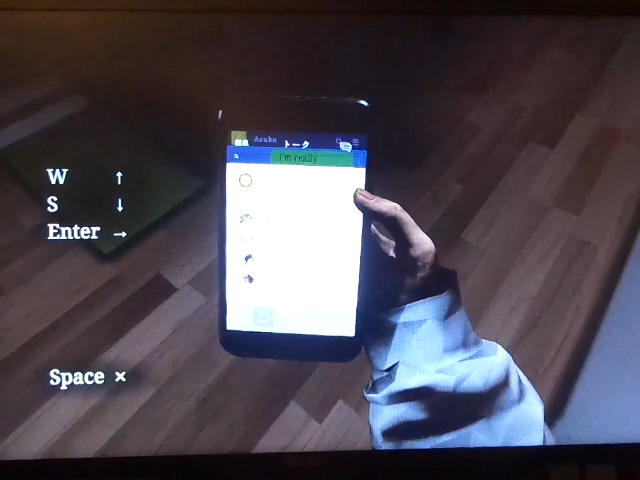 Asuka
トーク
I'm really
W ↑
S ↓
Enter →
Space ×